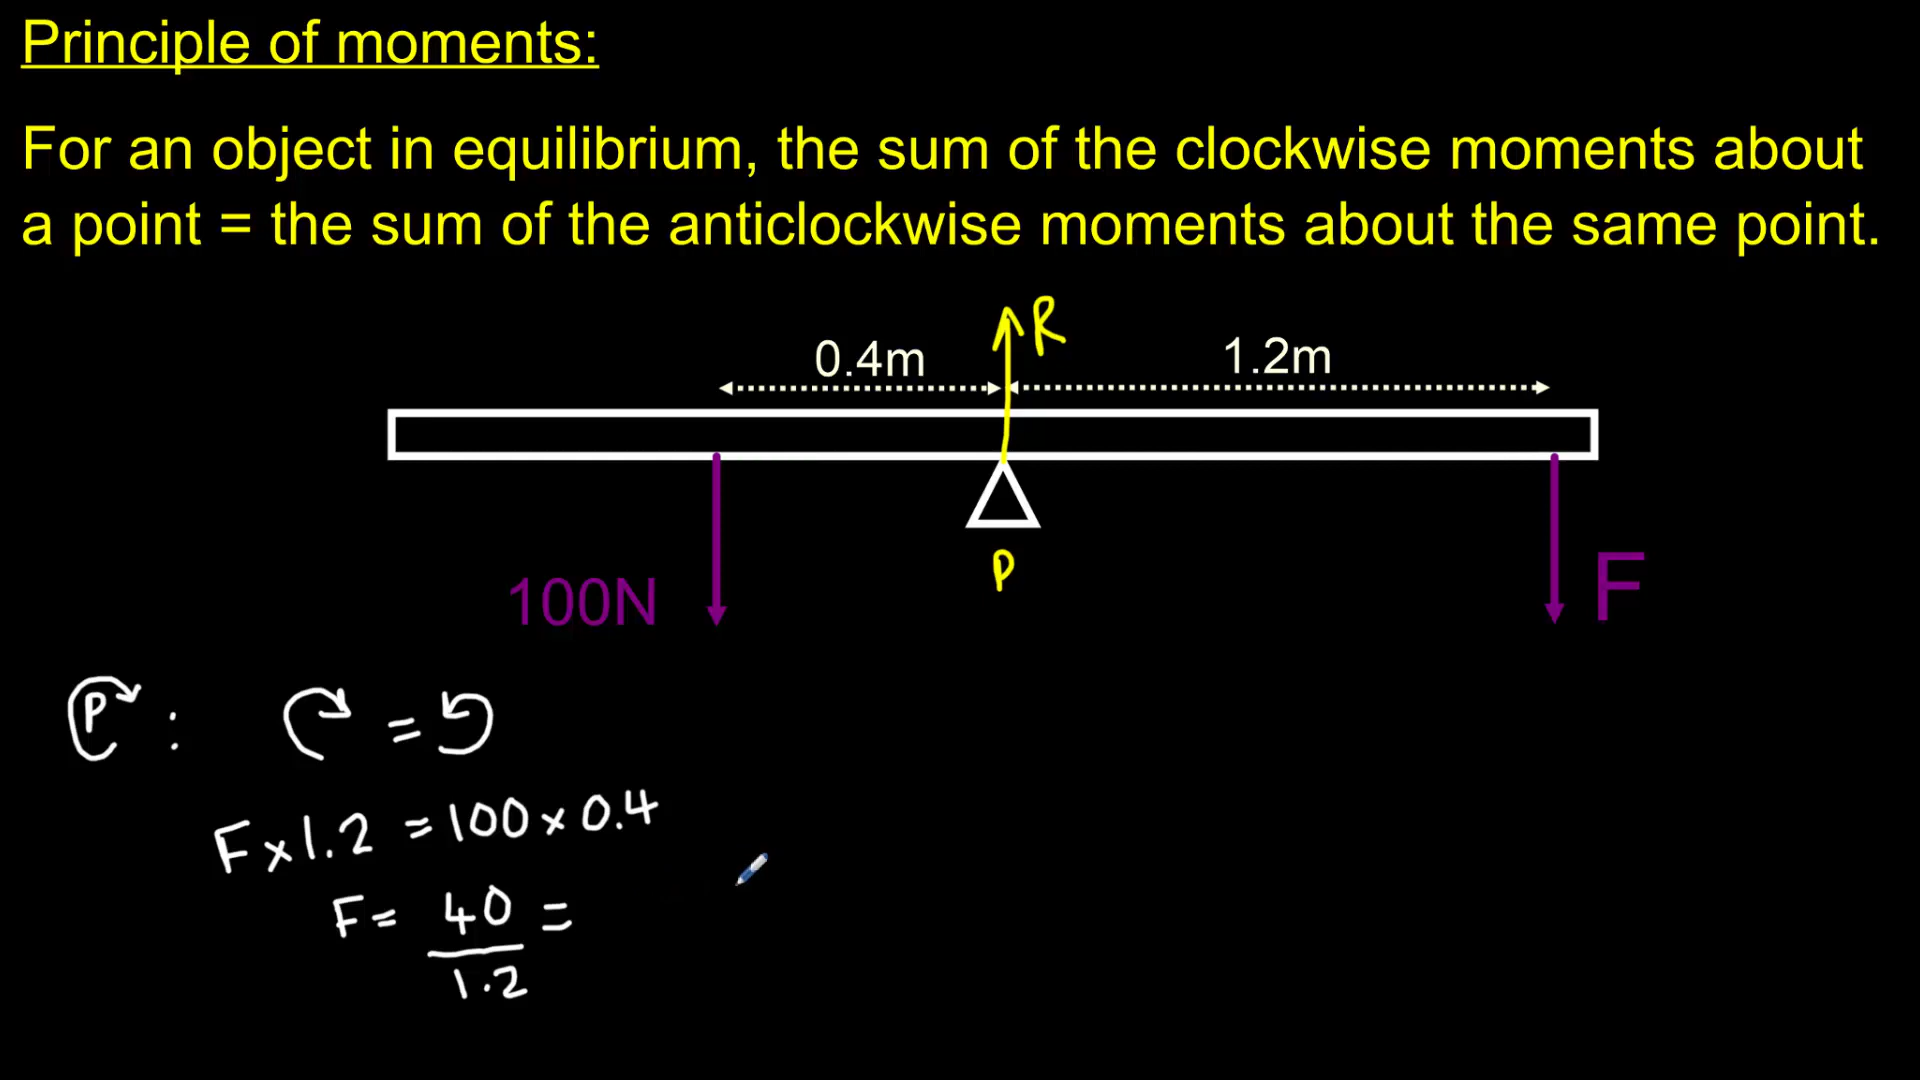 Principle of moments:
For an object in equilibrium, the sum of the clockwise moments about
a point = the sum of the anticlockwise moments about the same point.
R
0.4m
1.2m
P
100N
F
P : =
F × 1.2 = 100 × 0.4
F = 40 =
1.2